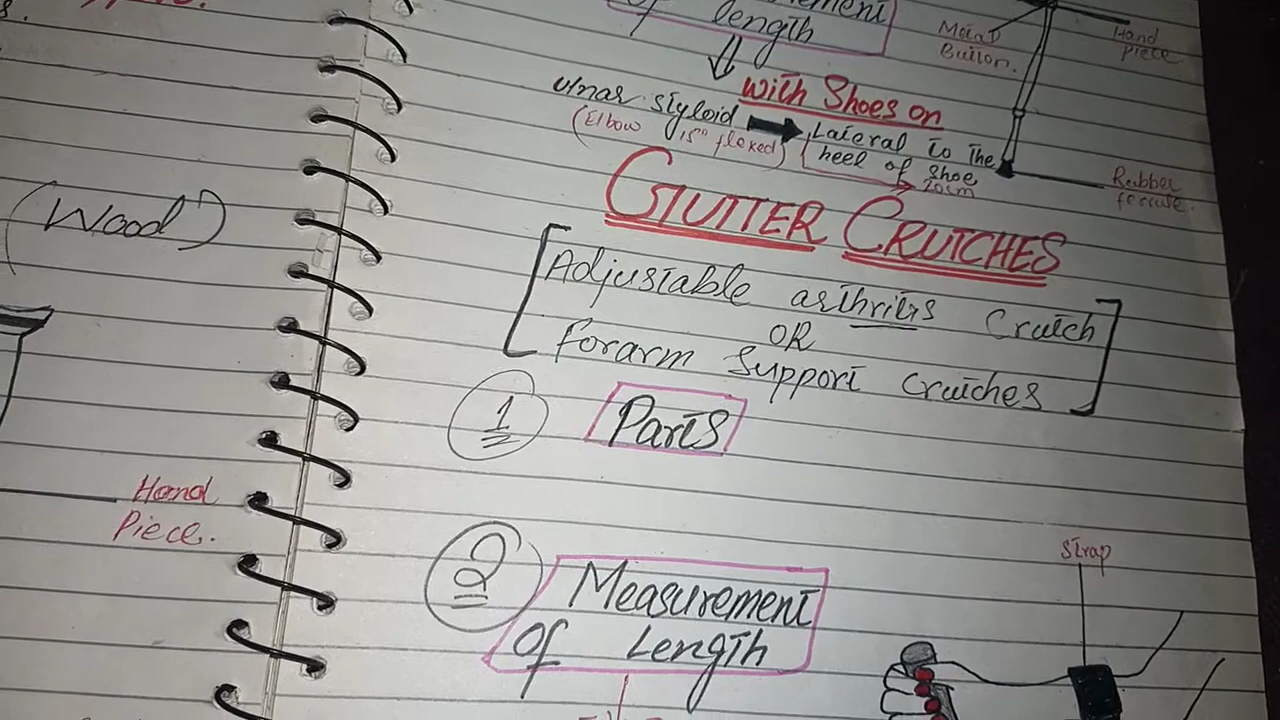 of length
Metal
Button.
Hand
piece
With Shoes on
Ulnar styloid
(Elbow 15° flexed)
Lateral to The
heel of Shoe
20cm
Rubber
ferrule.
GUTTER CRUTCHES
(Wood)
Adjustable arthritis Crutch
OR
Forarm Support Crutches
1 Parts
Hand
Piece.
Strap
2 Measurement
Of Length